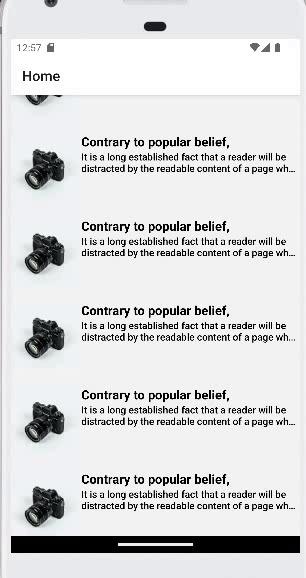 12:57
Home
Contrary to popular belief,
It is a long established fact that a reader will be
distracted by the readable content of a page wh...
Contrary to popular belief,
It is a long established fact that a reader will be
distracted by the readable content of a page wh...
Contrary to popular belief,
It is a long established fact that a reader will be
distracted by the readable content of a page wh...
Contrary to popular belief,
It is a long established fact that a reader will be
distracted by the readable content of a page wh...
Contrary to popular belief,
It is a long established fact that a reader will be
distracted by the readable content of a page wh...